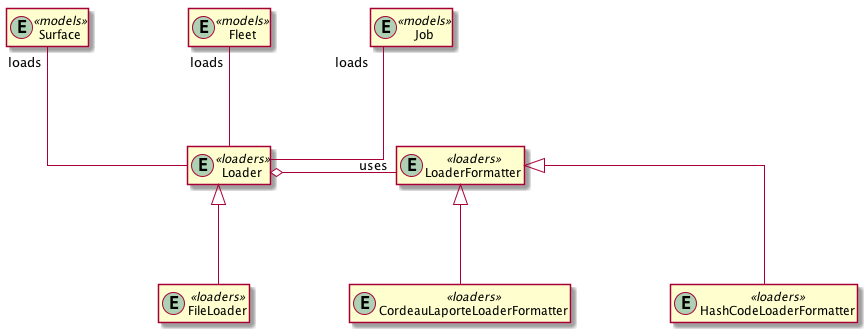 E «models» Surface
E «models» Fleet
E «models» Job
loads
loads
loads
E «loaders» Loader
uses
E «loaders» LoaderFormatter
E «loaders» FileLoader
E «loaders» CordeauLaporteLoaderFormatter
E «loaders» HashCodeLoaderFormatter